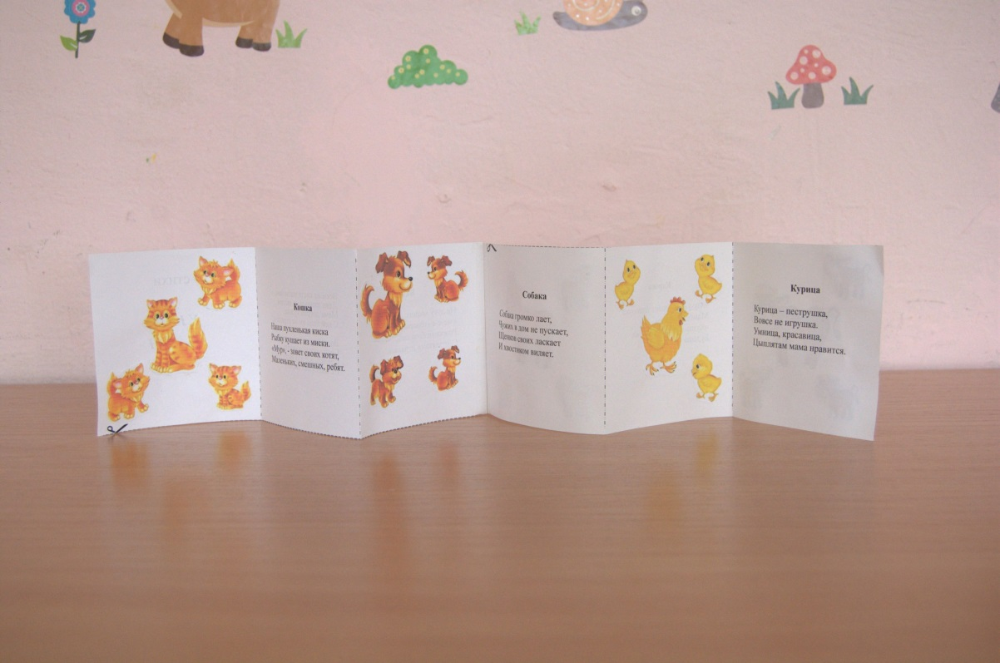 Кошка
Наша пухленькая киска
Рыбку кушает из миски.
«Мур», - зовет своих котят,
Маленьких, смешных, ребят.
Собака
Собака громко лает,
Чужих в дом не пускает,
Щенков своих ласкает
И хвостиком виляет.
Курица
Курица – пеструшка,
Вовсе не игрушка.
Умница, красавица,
Цыплятам мама нравится.